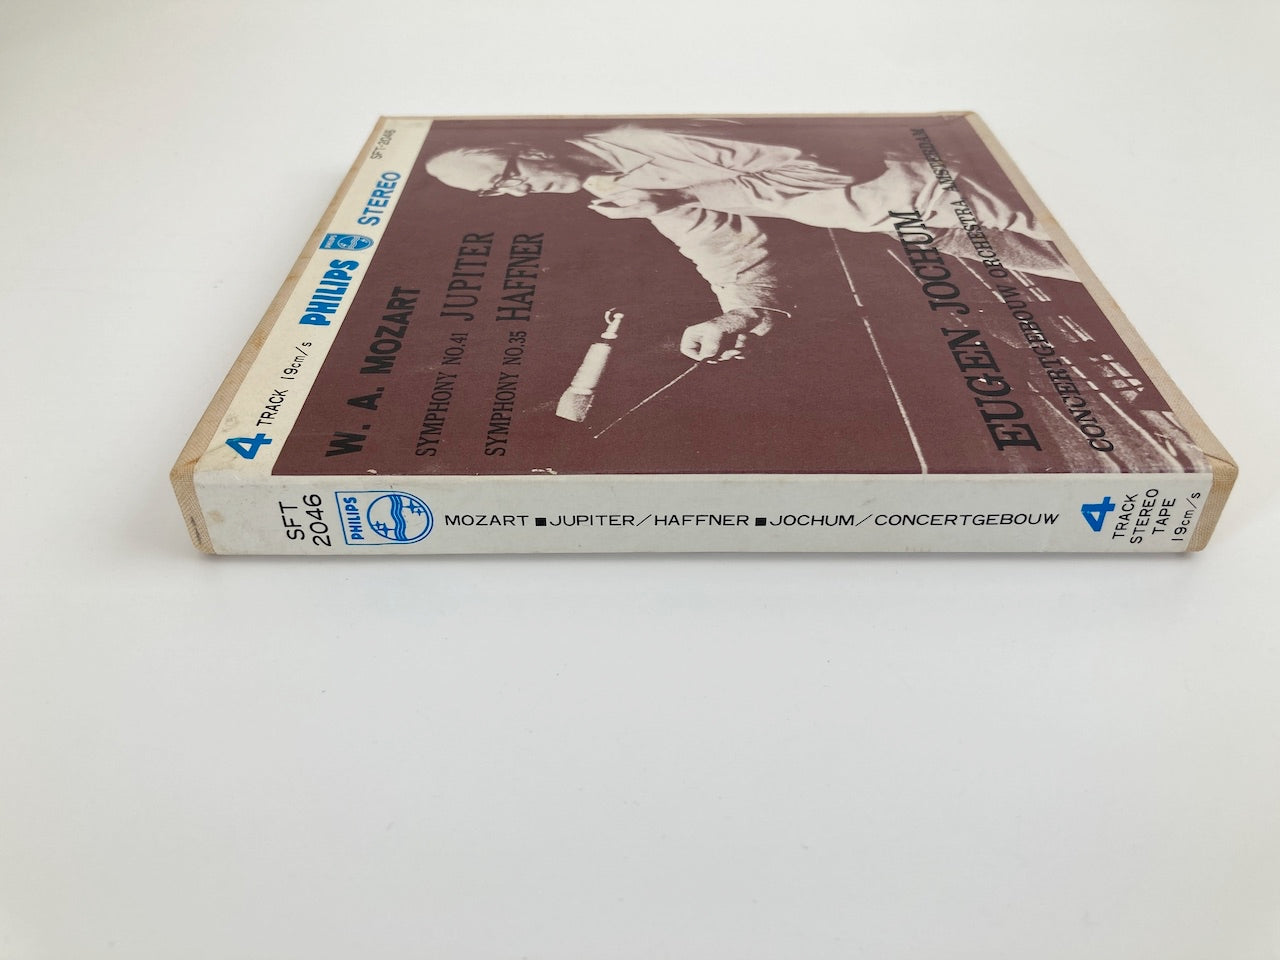 4 TRACK 19cm/s PHILIPS PHILIPS STEREO SFT-2046
W. A. MOZART
SYMPHONY NO.41 JUPITER
SYMPHONY NO.35 HAFFNER
EUGEN JOCHUM
CONCERTGEBOUW ORCHESTRA AMSTERDAM
SFT
2046
PHILIPS
MOZART ■ JUPITER/HAFFNER ■ JOCHUM/CONCERTGEBOUW
4
TRACK
STEREO
TAPE
19cm/s